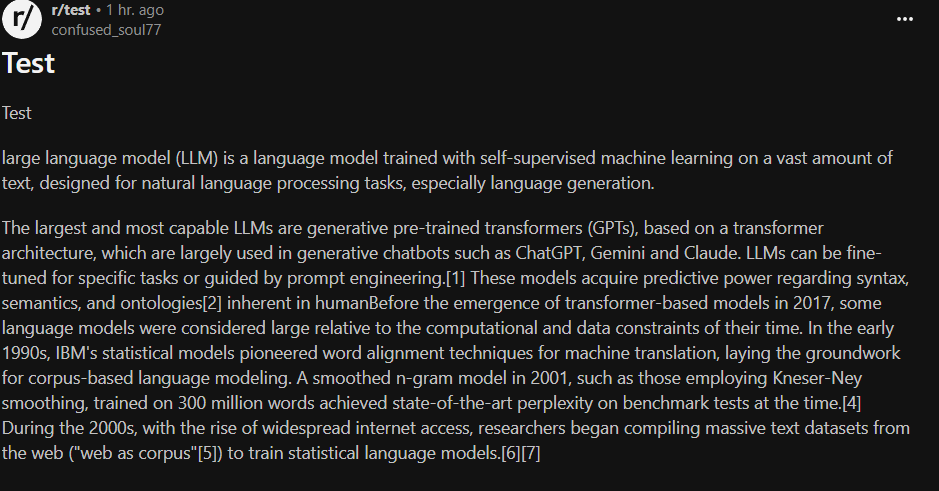 r/
r/test • 1 hr. ago
confused_soul77
Test
Test
large language model (LLM) is a language model trained with self-supervised machine learning on a vast amount of
text, designed for natural language processing tasks, especially language generation.
The largest and most capable LLMs are generative pre-trained transformers (GPTs), based on a transformer
architecture, which are largely used in generative chatbots such as ChatGPT, Gemini and Claude. LLMs can be fine-
tuned for specific tasks or guided by prompt engineering.[1] These models acquire predictive power regarding syntax,
semantics, and ontologies[2] inherent in humanBefore the emergence of transformer-based models in 2017, some
language models were considered large relative to the computational and data constraints of their time. In the early
1990s, IBM's statistical models pioneered word alignment techniques for machine translation, laying the groundwork
for corpus-based language modeling. A smoothed n-gram model in 2001, such as those employing Kneser-Ney
smoothing, trained on 300 million words achieved state-of-the-art perplexity on benchmark tests at the time.[4]
During the 2000s, with the rise of widespread internet access, researchers began compiling massive text datasets from
the web ("web as corpus"[5]) to train statistical language models.[6][7]